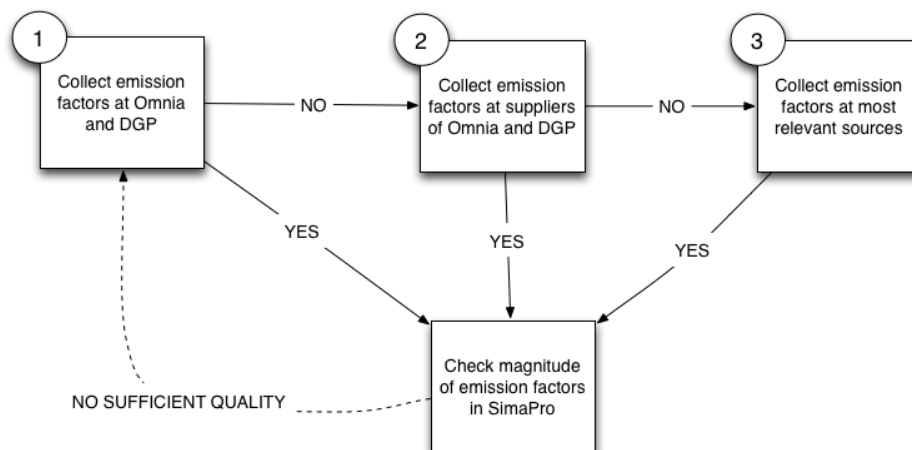 1
Collect emission
factors at Omnia
and DGP
NO
2
Collect emission
factors at suppliers
of Omnia and DGP
NO
3
Collect emission
factors at most
relevant sources
YES
YES
YES
Check magnitude
of emission factors
in SimaPro
NO SUFFICIENT QUALITY